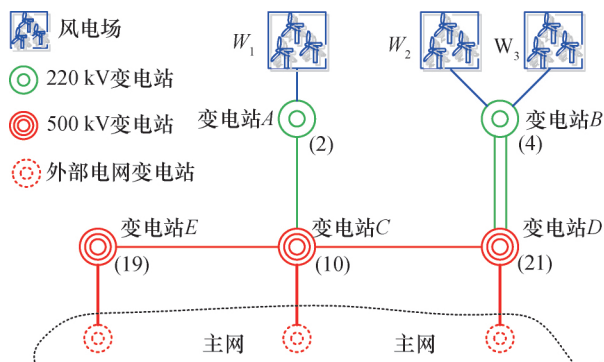 风电场
220 kV变电站
500 kV变电站
外部电网变电站
W1
W2
W3
变电站A
(2)
变电站B
(4)
变电站E
(19)
变电站C
(10)
变电站D
(21)
主网
主网